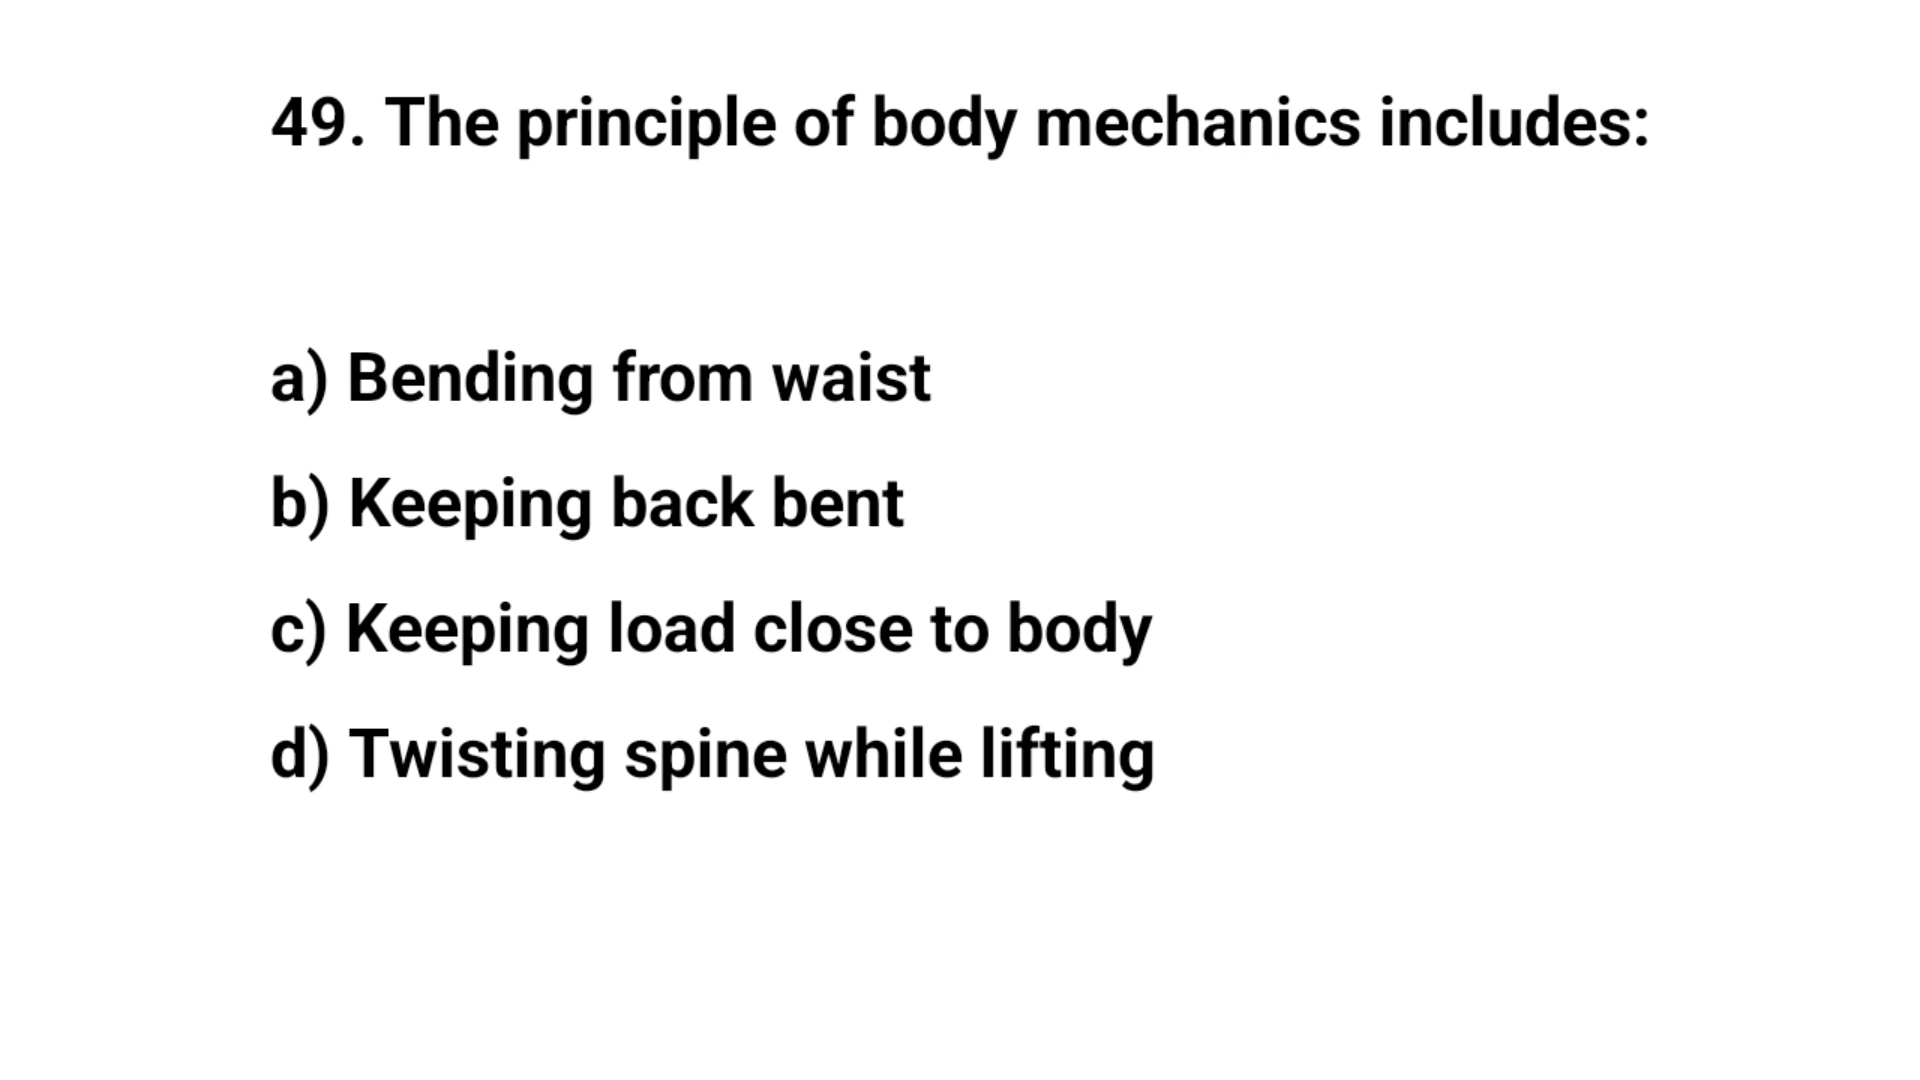 49. The principle of body mechanics includes:
a) Bending from waist
b) Keeping back bent
c) Keeping load close to body
d) Twisting spine while lifting